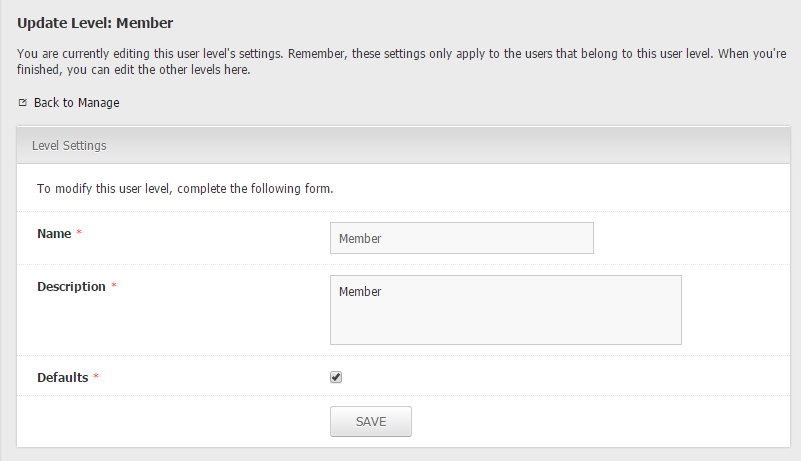 Update Level: Member
You are currently editing this user level's settings. Remember, these settings only apply to the users that belong to this user level. When you're
finished, you can edit the other levels here.
Back to Manage
Level Settings
To modify this user level, complete the following form.
Name *
Member
Description *
Member
Defaults *
SAVE